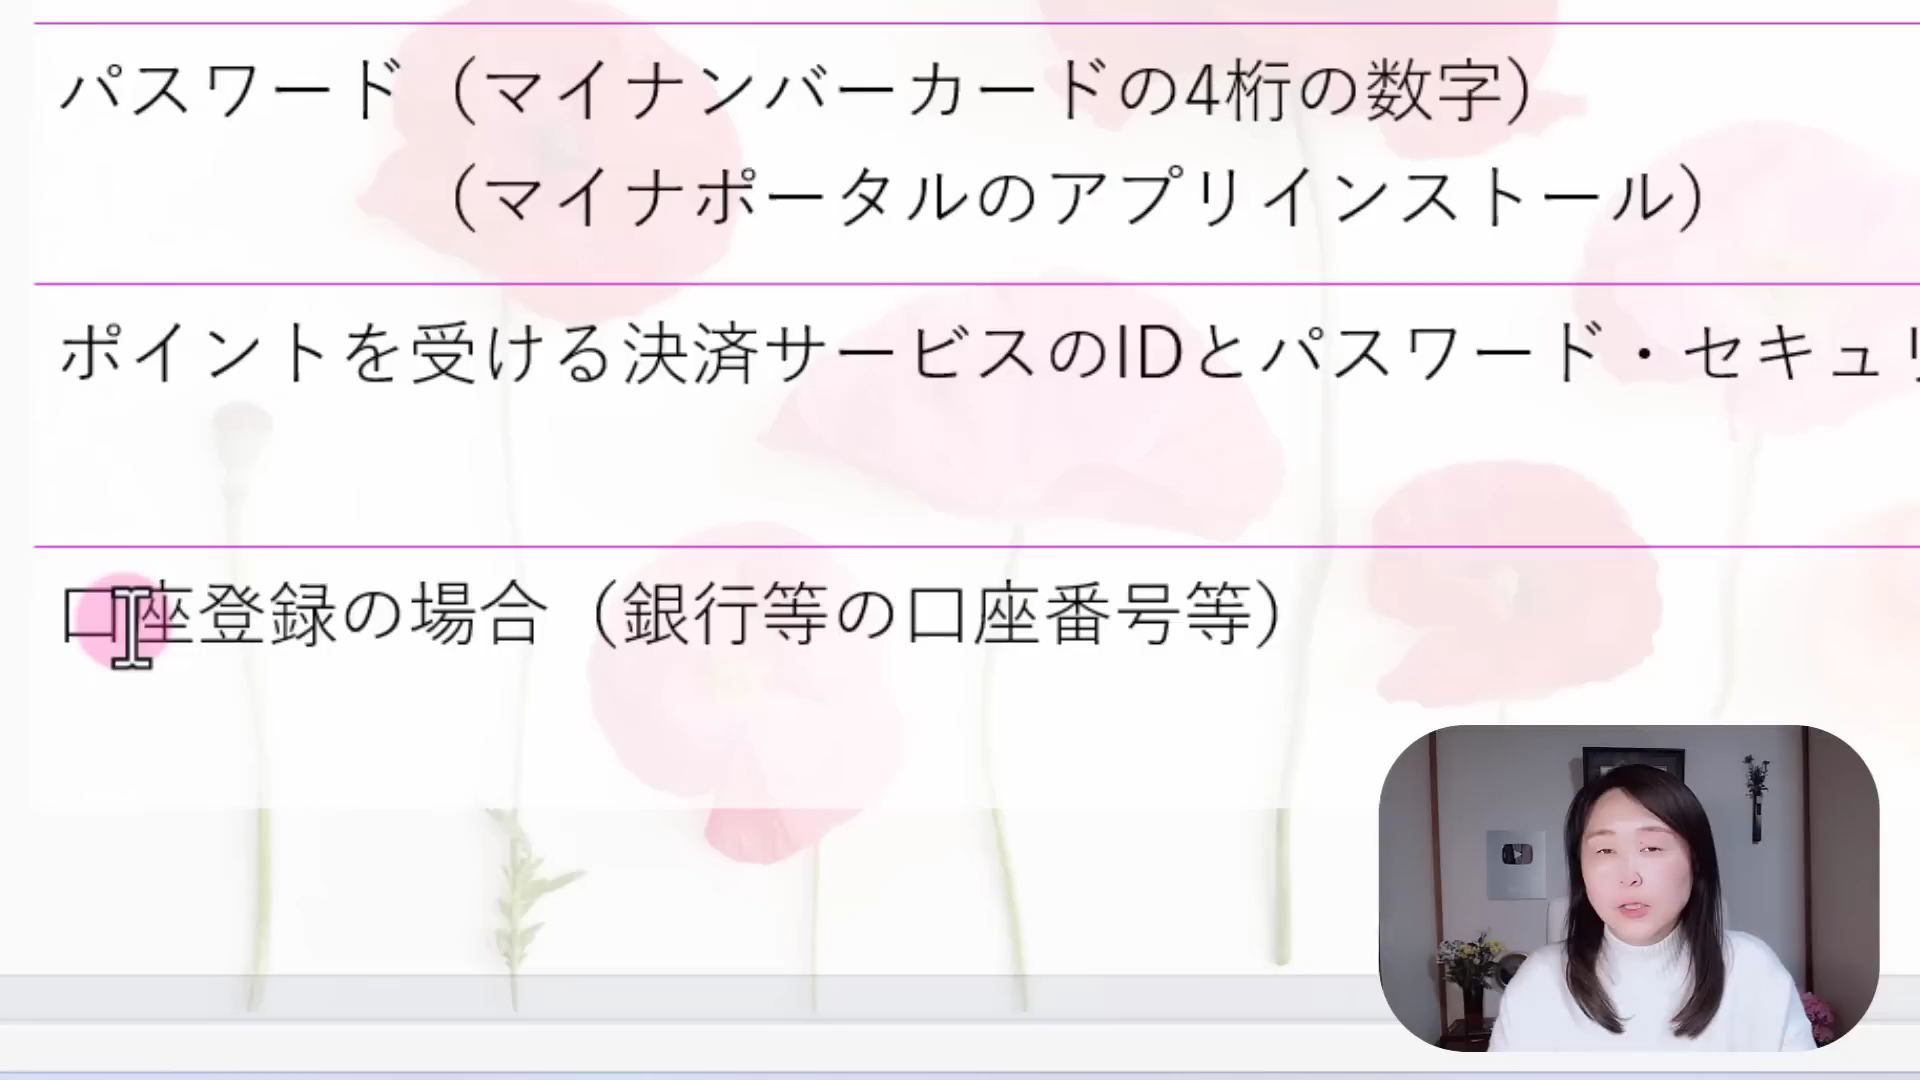 パスワード（マイナンバーカードの4桁の数字）
（マイナポータルのアプリインストール）
ポイントを受ける決済サービスのIDとパスワード・セキュリ
口座登録の場合（銀行等の口座番号等）